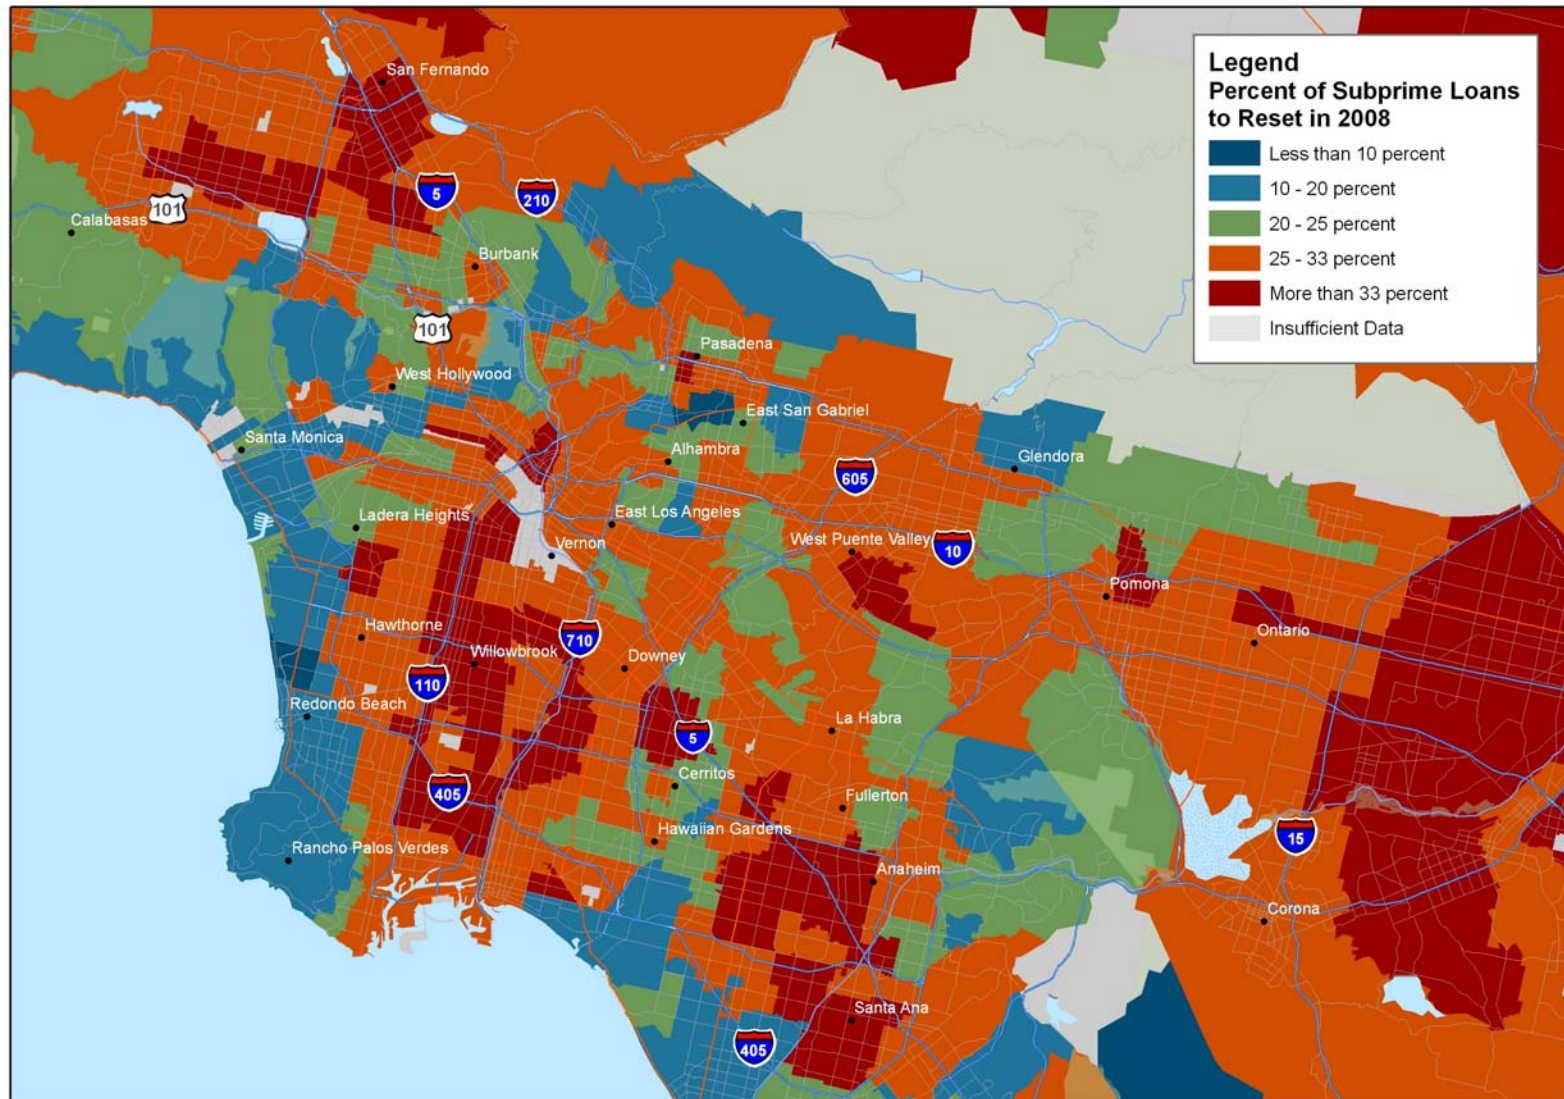 Legend
Percent of Subprime Loans
to Reset in 2008
Less than 10 percent
10 - 20 percent
20 - 25 percent
25 - 33 percent
More than 33 percent
Insufficient Data
San Fernando
5
210
101
Calabasas
Burbank
101
Pasadena
West Hollywood
East San Gabriel
Santa Monica
Alhambra
Glendora
605
Ladera Heights
East Los Angeles
Vernon
West Puente Valley
10
Pomona
Hawthorne
710
Ontario
Willowbrook
Downey
110
Redondo Beach
La Habra
5
Cerritos
405
Fullerton
Hawaiian Gardens
15
Rancho Palos Verdes
Anaheim
Corona
Santa Ana
405